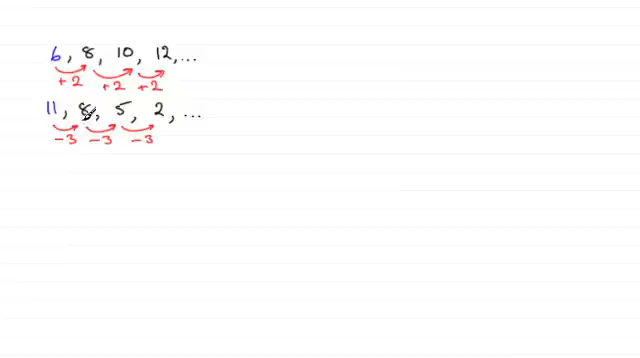 6, 8, 10, 12,...
+2 +2 +2
11, 8, 5, 2, ...
-3 -3 -3